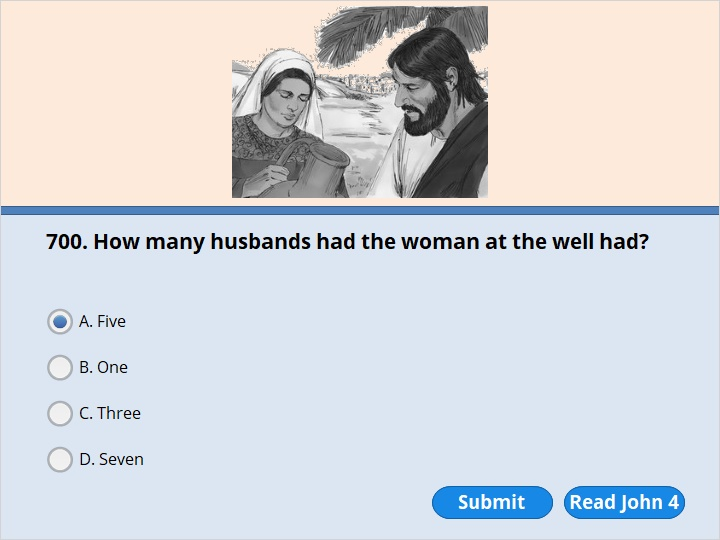 700. How many husbands had the woman at the well had?
A. Five
B. One
C. Three
D. Seven
Submit
Read John 4